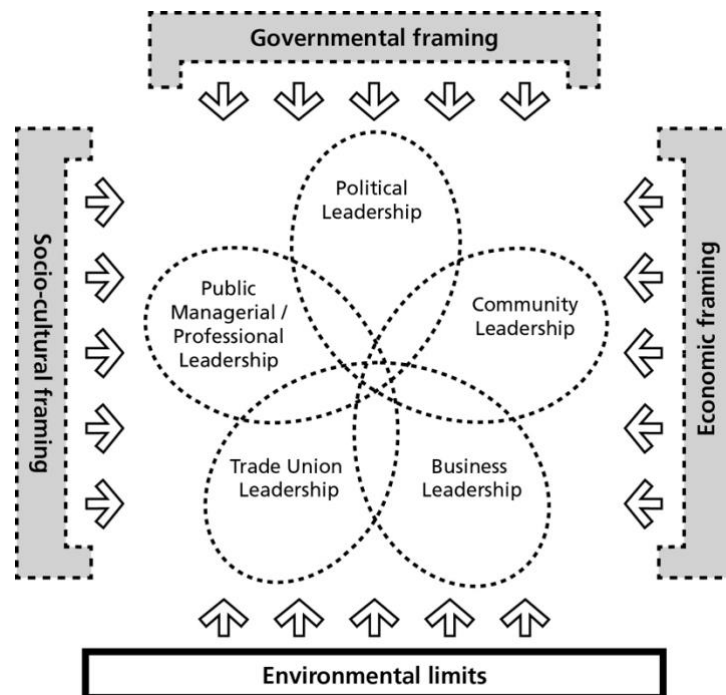 Governmental framing
Socio-cultural framing
Economic framing
Political
Leadership
Public
Managerial /
Professional
Leadership
Community
Leadership
Trade Union
Leadership
Business
Leadership
Environmental limits